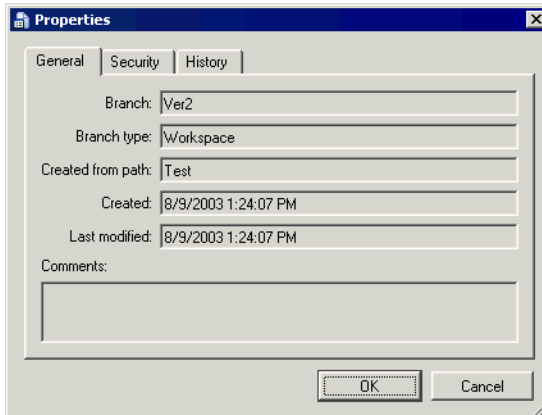 Properties
General Security History
Branch: Ver2
Branch type: Workspace
Created from path: Test
Created: 8/9/2003 1:24:07 PM
Last modified: 8/9/2003 1:24:07 PM
Comments:
OK Cancel